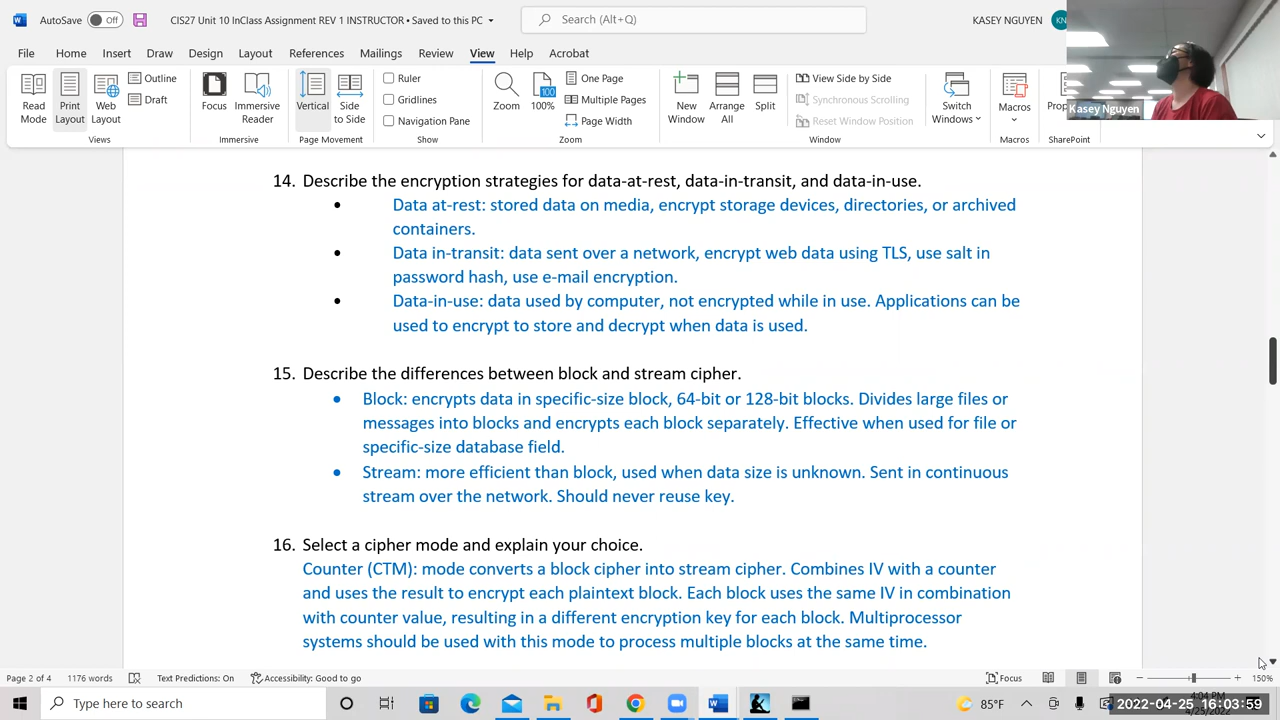 AutoSave Off CIS27 Unit 10 InClass Assignment REV 1 INSTRUCTOR • Saved to this PC Search (Alt+Q) KASEY NGUYEN KN
File Home Insert Draw Design Layout References Mailings Review View Help Acrobat
Read Mode
Print Layout
Web Layout
Outline
Draft
Views
Focus
Immersive Reader
Immersive
Vertical
Side to Side
Page Movement
Ruler
Gridlines
Navigation Pane
Show
Zoom
100
100%
One Page
Multiple Pages
Page Width
Zoom
New Window
Arrange All
Split
View Side by Side
Synchronous Scrolling
Reset Window Position
Window
Switch Windows
Macros
Macros
SharePoint
Kasey Nguyen
14. Describe the encryption strategies for data-at-rest, data-in-transit, and data-in-use.
• Data at-rest: stored data on media, encrypt storage devices, directories, or archived
containers.
• Data in-transit: data sent over a network, encrypt web data using TLS, use salt in
password hash, use e-mail encryption.
• Data-in-use: data used by computer, not encrypted while in use. Applications can be
used to encrypt to store and decrypt when data is used.
15. Describe the differences between block and stream cipher.
• Block: encrypts data in specific-size block, 64-bit or 128-bit blocks. Divides large files or
messages into blocks and encrypts each block separately. Effective when used for file or
specific-size database field.
• Stream: more efficient than block, used when data size is unknown. Sent in continuous
stream over the network. Should never reuse key.
16. Select a cipher mode and explain your choice.
Counter (CTM): mode converts a block cipher into stream cipher. Combines IV with a counter
and uses the result to encrypt each plaintext block. Each block uses the same IV in combination
with counter value, resulting in a different encryption key for each block. Multiprocessor
systems should be used with this mode to process multiple blocks at the same time.
Page 2 of 4 1176 words Text Predictions: On Accessibility: Good to go Focus 150%
Type here to search 85°F 4:04 PM
2022-04-25 16:03:59